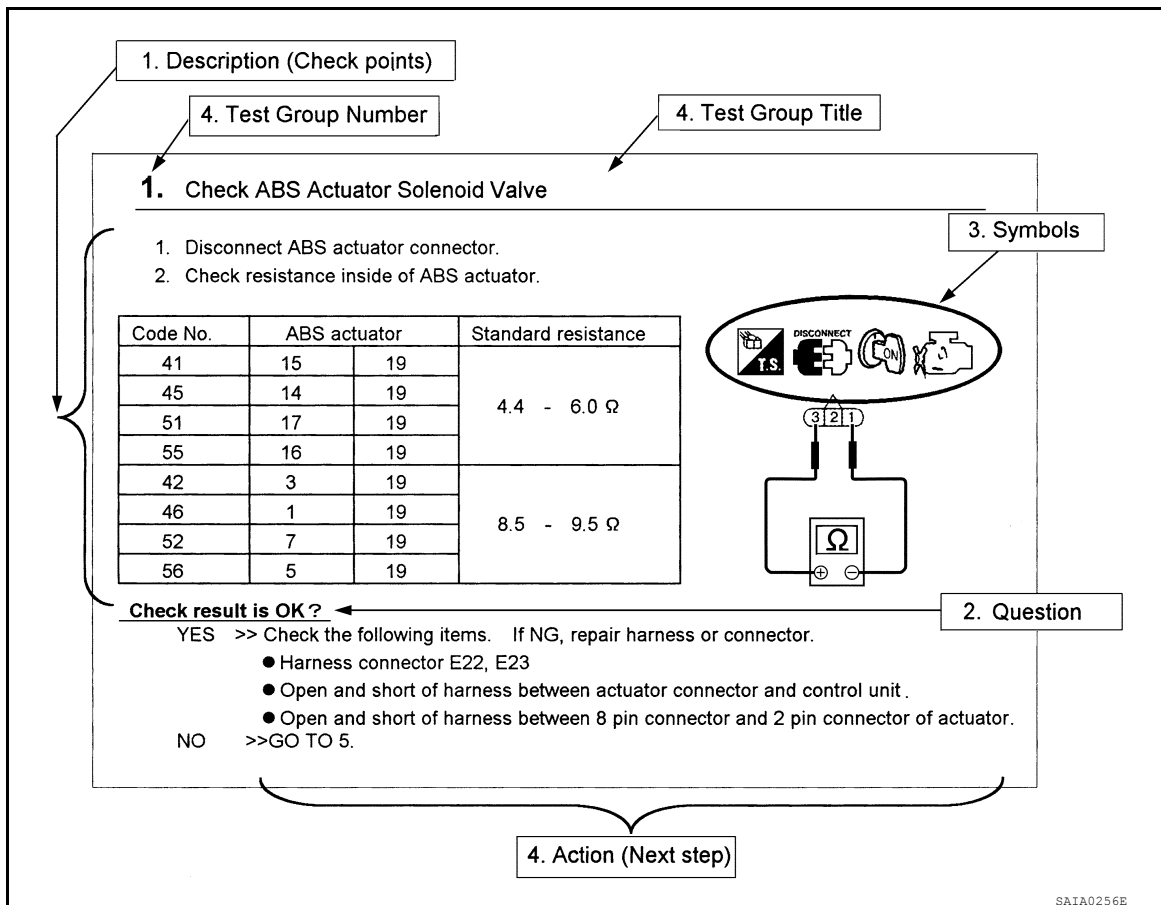 1. Description (Check points)
4. Test Group Number
4. Test Group Title
1. Check ABS Actuator Solenoid Valve
3. Symbols
1. Disconnect ABS actuator connector.
2. Check resistance inside of ABS actuator.
Code No. ABS actuator Standard resistance
41 15 19
45 14 19
51 17 19
55 16 19
4.4 - 6.0 Ω
42 3 19
46 1 19
52 7 19
56 5 19
8.5 - 9.5 Ω
T.S.
DISCONNECT
ON
3 2 1
Ω
+ -
Check result is OK?
2. Question
YES >> Check the following items. If NG, repair harness or connector.
● Harness connector E22, E23
● Open and short of harness between actuator connector and control unit.
● Open and short of harness between 8 pin connector and 2 pin connector of actuator.
NO >>GO TO 5.
4. Action (Next step)
SAIA0256E